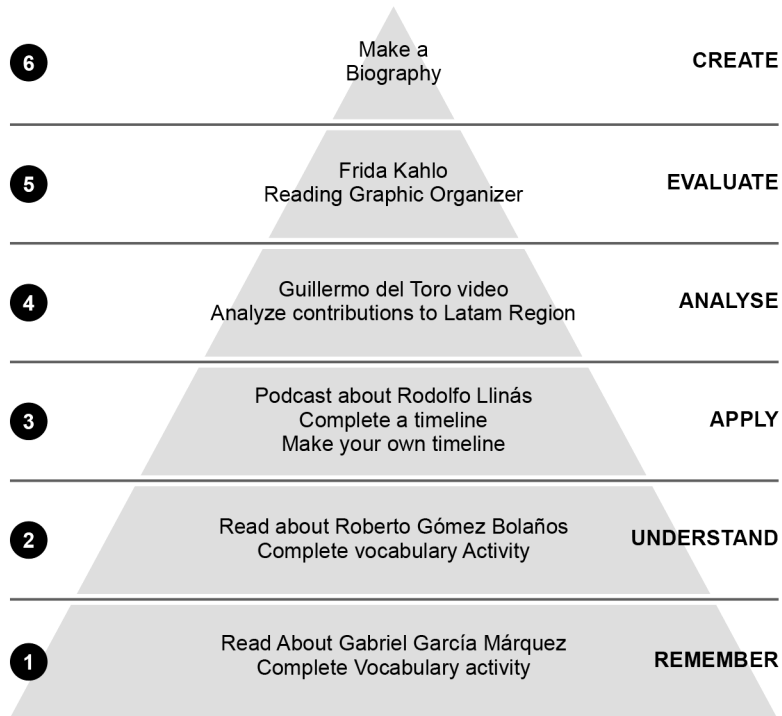 6
Make a
Biography
CREATE
5
Frida Kahlo
Reading Graphic Organizer
EVALUATE
4
Guillermo del Toro video
Analyze contributions to Latam Region
ANALYSE
3
Podcast about Rodolfo Llinás
Complete a timeline
Make your own timeline
APPLY
2
Read about Roberto Gómez Bolaños
Complete vocabulary Activity
UNDERSTAND
1
Read About Gabriel García Márquez
Complete Vocabulary activity
REMEMBER